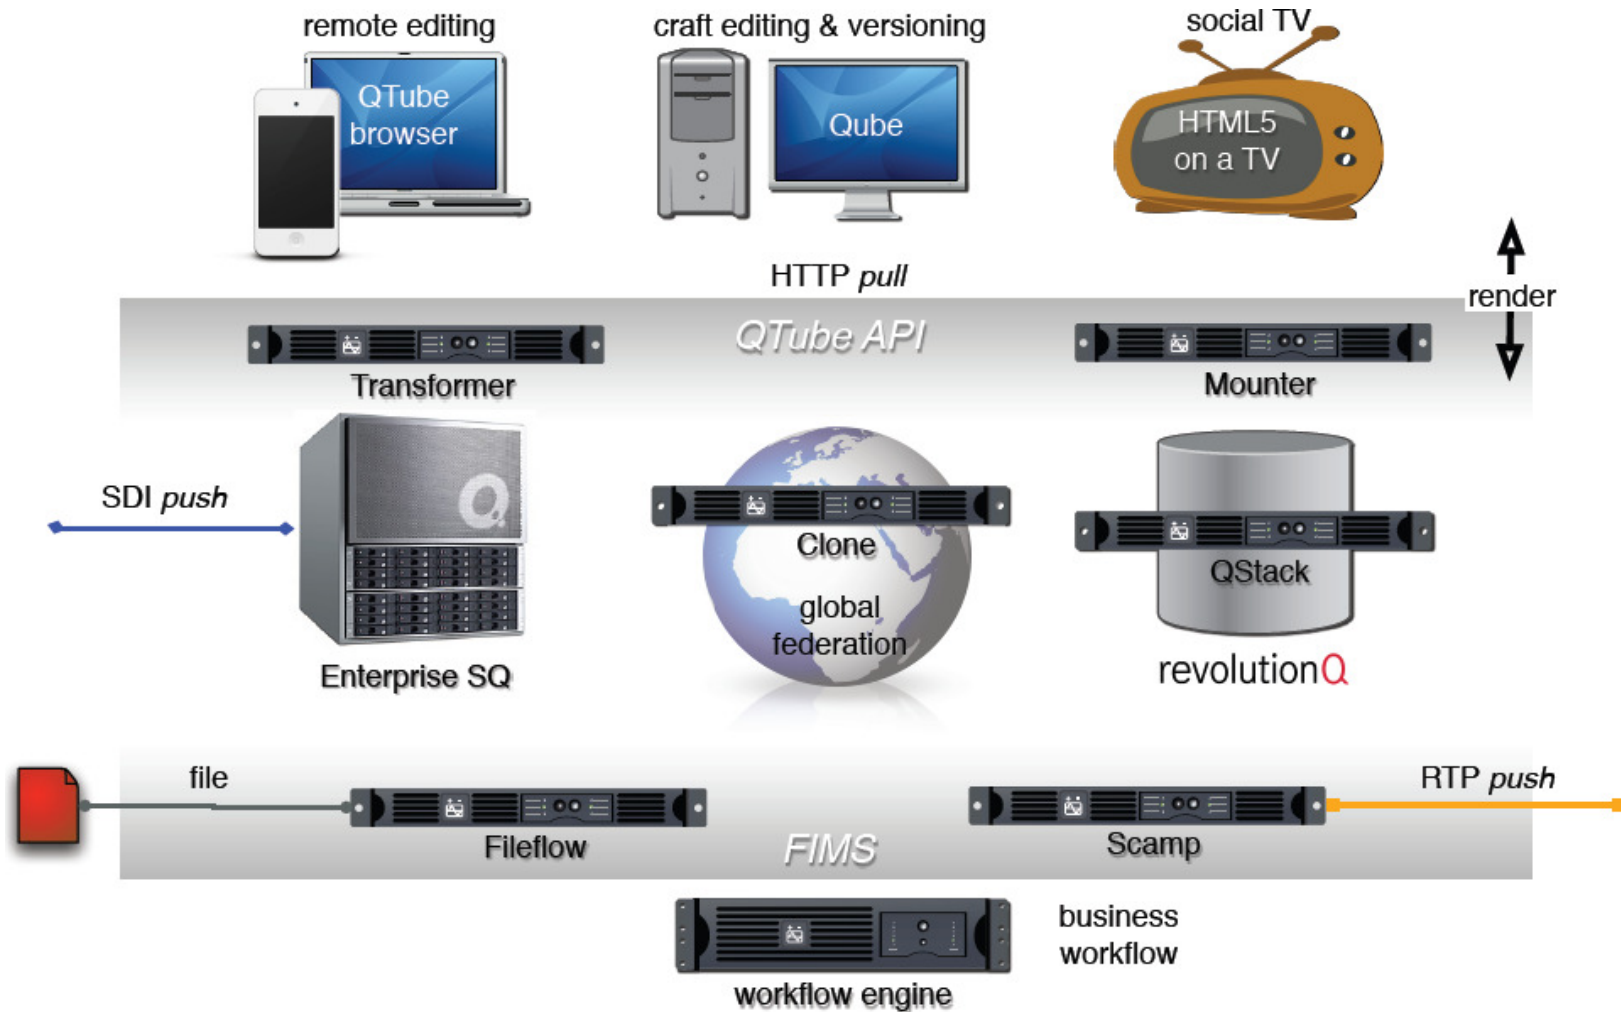 remote editing
craft editing & versioning
social TV
QTube
browser
Qube
HTML5
on a TV
HTTP pull
render
QTube API
Transformer
Mounter
SDI push
Clone
QStack
global
federation
Enterprise SQ
revolutionQ
file
RTP push
Fileflow
FIMS
Scamp
business
workflow
workflow engine